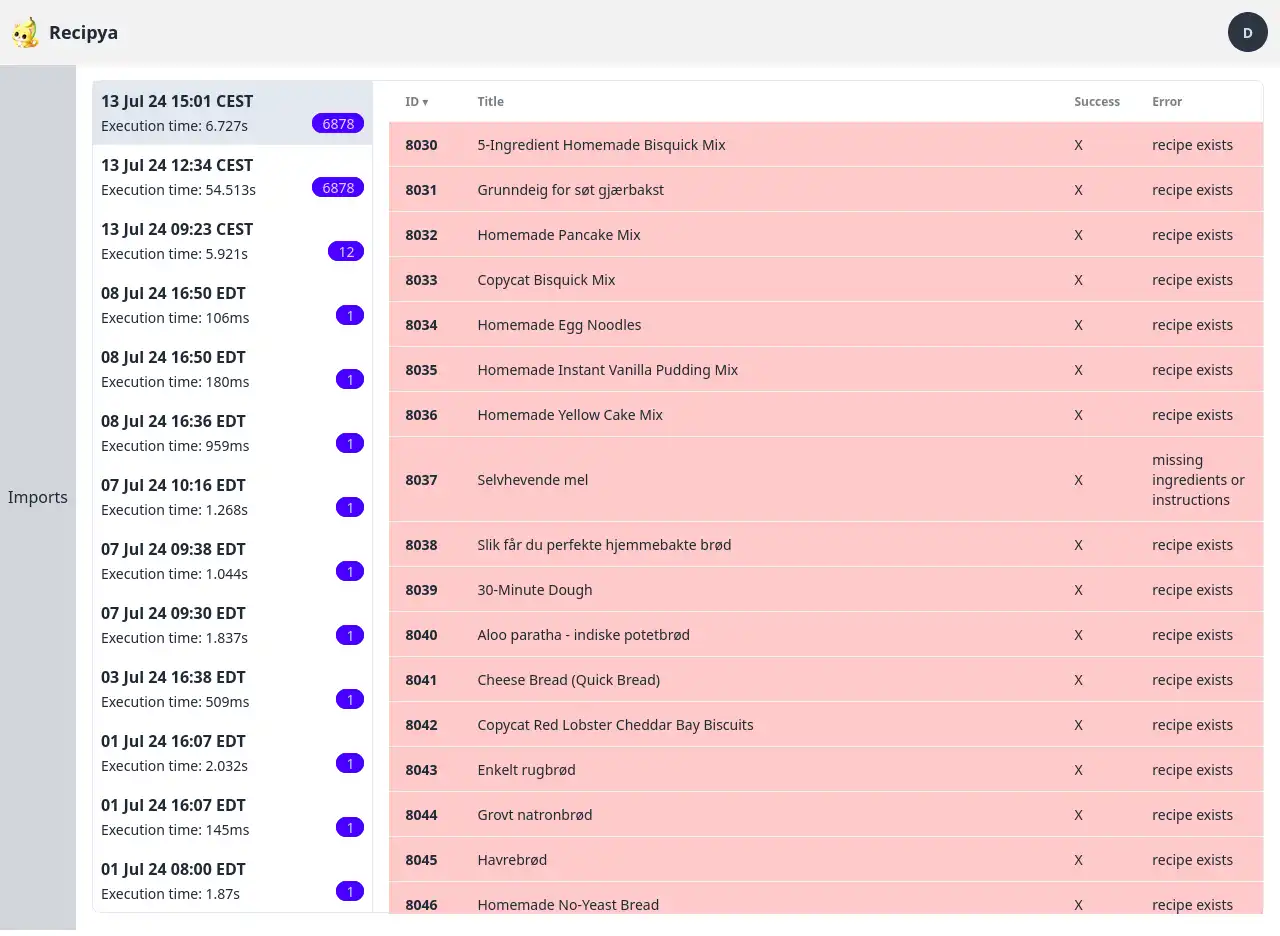 Recipya
D
Imports
13 Jul 24 15:01 CEST
Execution time: 6.727s 6878
13 Jul 24 12:34 CEST
Execution time: 54.513s 6878
13 Jul 24 09:23 CEST
Execution time: 5.921s 12
08 Jul 24 16:50 EDT
Execution time: 106ms 1
08 Jul 24 16:50 EDT
Execution time: 180ms 1
08 Jul 24 16:36 EDT
Execution time: 959ms 1
07 Jul 24 10:16 EDT
Execution time: 1.268s 1
07 Jul 24 09:38 EDT
Execution time: 1.044s 1
07 Jul 24 09:30 EDT
Execution time: 1.837s 1
03 Jul 24 16:38 EDT
Execution time: 509ms 1
01 Jul 24 16:07 EDT
Execution time: 2.032s 1
01 Jul 24 16:07 EDT
Execution time: 145ms 1
01 Jul 24 08:00 EDT
Execution time: 1.87s 1
ID ▾ Title Success Error
8030 5-Ingredient Homemade Bisquick Mix X recipe exists
8031 Grunndeig for søt gjærbakst X recipe exists
8032 Homemade Pancake Mix X recipe exists
8033 Copycat Bisquick Mix X recipe exists
8034 Homemade Egg Noodles X recipe exists
8035 Homemade Instant Vanilla Pudding Mix X recipe exists
8036 Homemade Yellow Cake Mix X recipe exists
8037 Selvhevende mel X missing
ingredients or
instructions
8038 Slik får du perfekte hjemmebakte brød X recipe exists
8039 30-Minute Dough X recipe exists
8040 Aloo paratha - indiske potetbrød X recipe exists
8041 Cheese Bread (Quick Bread) X recipe exists
8042 Copycat Red Lobster Cheddar Bay Biscuits X recipe exists
8043 Enkelt rugbrød X recipe exists
8044 Grovt natronbrød X recipe exists
8045 Havrebrød X recipe exists
8046 Homemade No-Yeast Bread X recipe exists